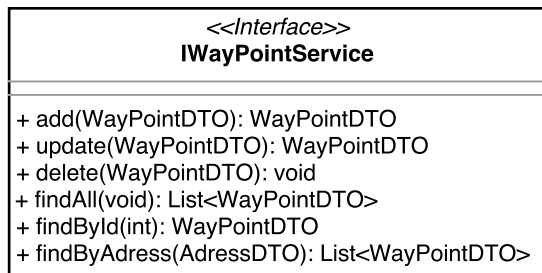 <<Interface>>
IWayPointService
+ add(WayPointDTO): WayPointDTO
+ update(WayPointDTO): WayPointDTO
+ delete(WayPointDTO): void
+ findAll(void): List<WayPointDTO>
+ findById(int): WayPointDTO
+ findByAdress(AdressDTO): List<WayPointDTO>